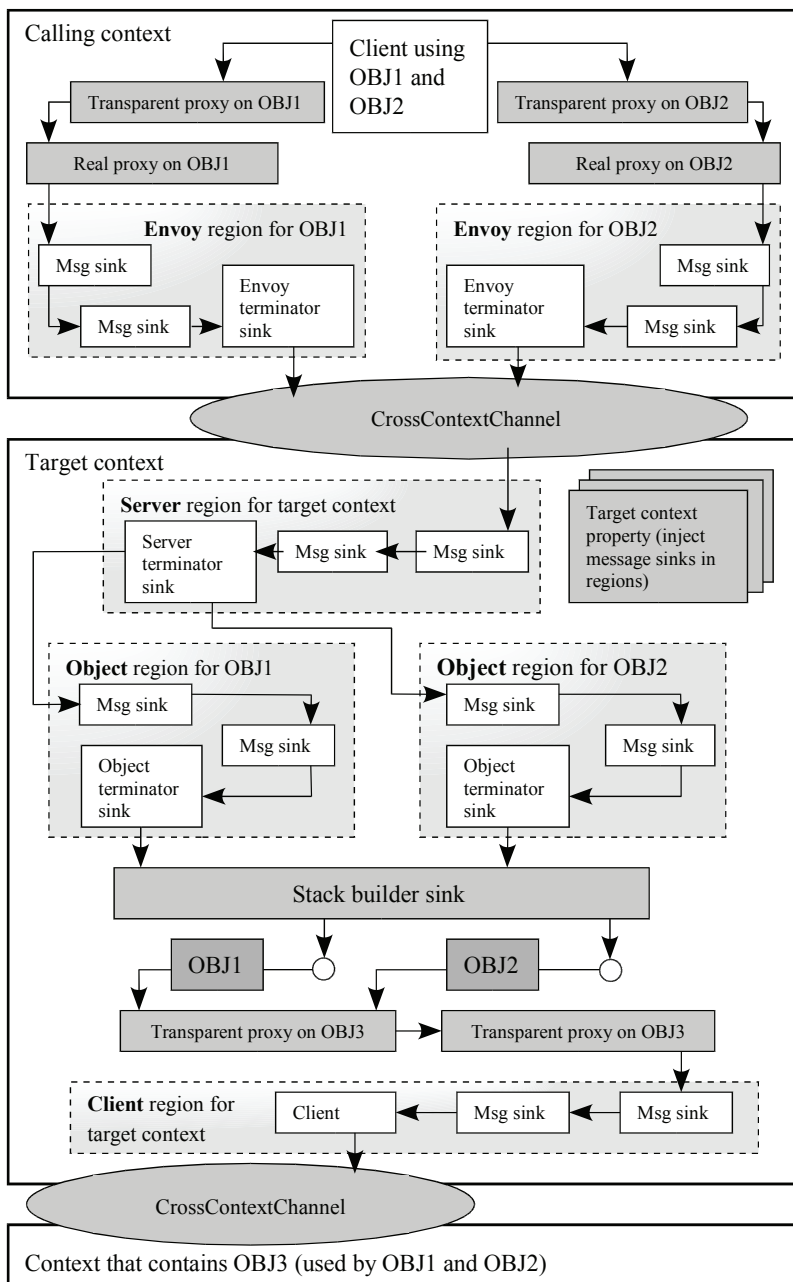 Calling context
Client using
OBJ1 and
OBJ2
Transparent proxy on OBJ1
Transparent proxy on OBJ2
Real proxy on OBJ1
Real proxy on OBJ2
Envoy region for OBJ1
Msg sink
Msg sink
Envoy
terminator
sink
Envoy region for OBJ2
Msg sink
Envoy
terminator
sink
Msg sink
CrossContextChannel
Target context
Server region for target context
Server
terminator
sink
Msg sink
Msg sink
Target context
property (inject
message sinks in
regions)
Object region for OBJ1
Msg sink
Msg sink
Object
terminator
sink
Object region for OBJ2
Msg sink
Msg sink
Object
terminator
sink
Stack builder sink
OBJ1
OBJ2
Transparent proxy on OBJ3
Transparent proxy on OBJ3
Client region for
target context
Client
Msg sink
Msg sink
CrossContextChannel
Context that contains OBJ3 (used by OBJ1 and OBJ2)